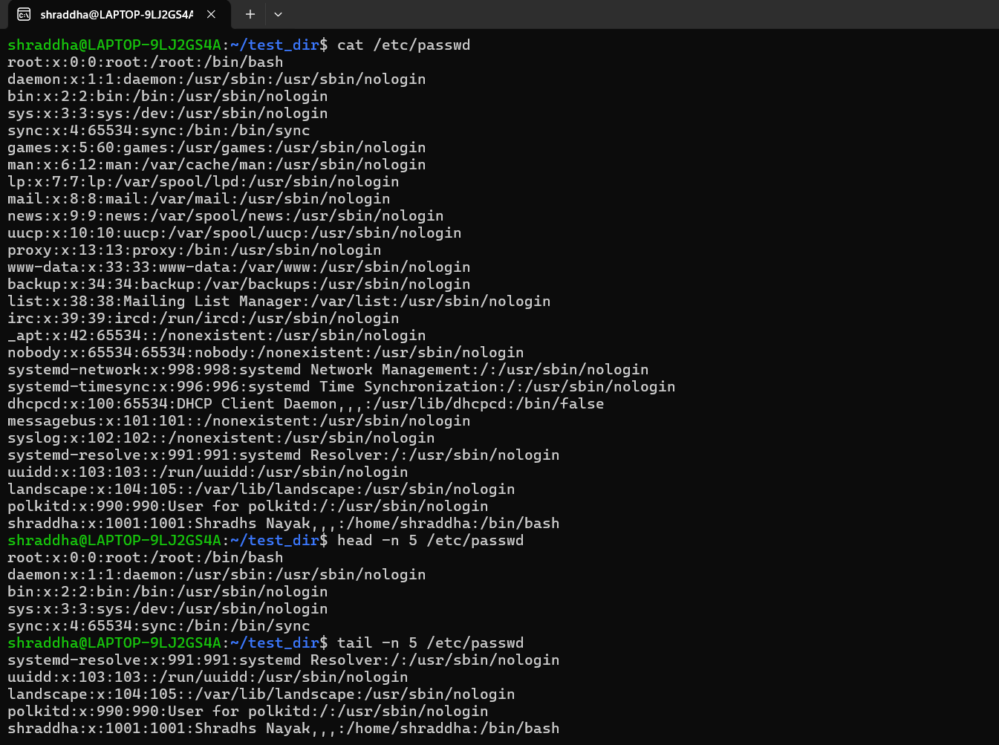 shraddha@LAPTOP-9LJ2GS4A
shraddha@LAPTOP-9LJ2GS4A:~/test_dir$ cat /etc/passwd
root:x:0:0:root:/root:/bin/bash
daemon:x:1:1:daemon:/usr/sbin:/usr/sbin/nologin
bin:x:2:2:bin:/bin:/usr/sbin/nologin
sys:x:3:3:sys:/dev:/usr/sbin/nologin
sync:x:4:65534:sync:/bin:/bin/sync
games:x:5:60:games:/usr/games:/usr/sbin/nologin
man:x:6:12:man:/var/cache/man:/usr/sbin/nologin
lp:x:7:7:lp:/var/spool/lpd:/usr/sbin/nologin
mail:x:8:8:mail:/var/mail:/usr/sbin/nologin
news:x:9:9:news:/var/spool/news:/usr/sbin/nologin
uucp:x:10:10:uucp:/var/spool/uucp:/usr/sbin/nologin
proxy:x:13:13:proxy:/bin:/usr/sbin/nologin
www-data:x:33:33:www-data:/var/www:/usr/sbin/nologin
backup:x:34:34:backup:/var/backups:/usr/sbin/nologin
list:x:38:38:Mailing List Manager:/var/list:/usr/sbin/nologin
irc:x:39:39:ircd:/run/ircd:/usr/sbin/nologin
_apt:x:42:65534::/nonexistent:/usr/sbin/nologin
nobody:x:65534:65534:nobody:/nonexistent:/usr/sbin/nologin
systemd-network:x:998:998:systemd Network Management:/:/usr/sbin/nologin
systemd-timesync:x:996:996:systemd Time Synchronization:/:/usr/sbin/nologin
dhcpcd:x:100:65534:DHCP Client Daemon,,,:/usr/lib/dhcpcd:/bin/false
messagebus:x:101:101::/nonexistent:/usr/sbin/nologin
syslog:x:102:102::/nonexistent:/usr/sbin/nologin
systemd-resolve:x:991:991:systemd Resolver:/:/usr/sbin/nologin
uuidd:x:103:103::/run/uuidd:/usr/sbin/nologin
landscape:x:104:105::/var/lib/landscape:/usr/sbin/nologin
polkitd:x:990:990:User for polkitd:/:/usr/sbin/nologin
shraddha:x:1001:1001:Shradhs Nayak,,,:/home/shraddha:/bin/bash
shraddha@LAPTOP-9LJ2GS4A:~/test_dir$ head -n 5 /etc/passwd
root:x:0:0:root:/root:/bin/bash
daemon:x:1:1:daemon:/usr/sbin:/usr/sbin/nologin
bin:x:2:2:bin:/bin:/usr/sbin/nologin
sys:x:3:3:sys:/dev:/usr/sbin/nologin
sync:x:4:65534:sync:/bin:/bin/sync
shraddha@LAPTOP-9LJ2GS4A:~/test_dir$ tail -n 5 /etc/passwd
systemd-resolve:x:991:991:systemd Resolver:/:/usr/sbin/nologin
uuidd:x:103:103::/run/uuidd:/usr/sbin/nologin
landscape:x:104:105::/var/lib/landscape:/usr/sbin/nologin
polkitd:x:990:990:User for polkitd:/:/usr/sbin/nologin
shraddha:x:1001:1001:Shradhs Nayak,,,:/home/shraddha:/bin/bash